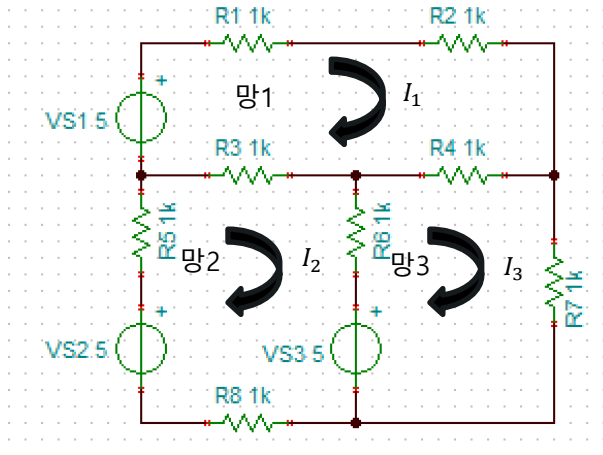 R1 1k
R2 1k
+
망1
I₁
VS1 5
R3 1k
R4 1k
R5 1k
R6 1k
망2
I₂
망3
I₃
R7 1k
+
+
VS2 5
VS3 5
R8 1k